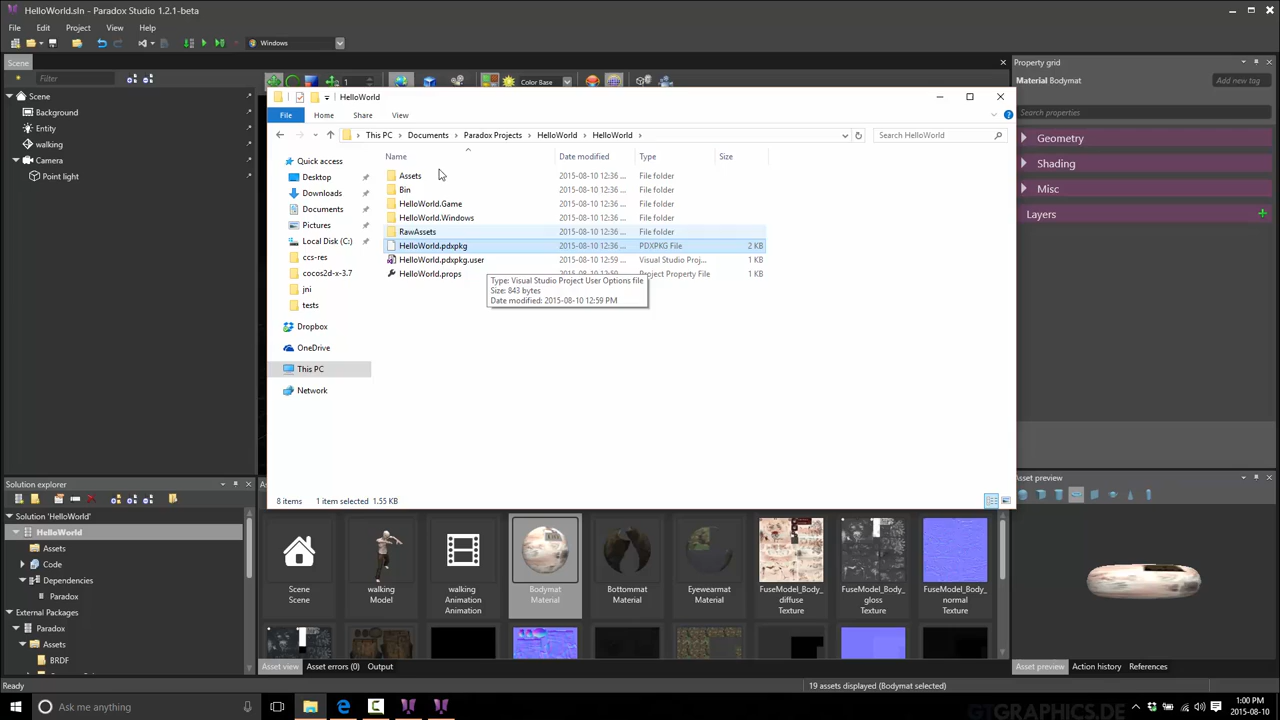 HelloWorld.sln - Paradox Studio 1.2.1-beta
File Edit Project View Help
Windows
Scene
Filter
1
Color Base
Property grid
Material Bodymat
Add new tag
Search properties
Geometry
Shading
Misc
Layers
Scene
Background
Entity
walking
Camera
Point light
HelloWorld
File Home Share View
This PC Documents Paradox Projects HelloWorld HelloWorld
Search HelloWorld
Quick access
Desktop
Downloads
Documents
Pictures
Local Disk (C:)
ccs-res
cocos2d-x-3.7
jni
tests
Dropbox
OneDrive
This PC
Network
Name Date modified Type Size
Assets 2015-08-10 12:36 ... File folder
Bin 2015-08-10 12:36 ... File folder
HelloWorld.Game 2015-08-10 12:36 ... File folder
HelloWorld.Windows 2015-08-10 12:36 ... File folder
RawAssets 2015-08-10 12:36 ... File folder
HelloWorld.pdxpkg 2015-08-10 12:36 ... PDXPKG File 2 KB
HelloWorld.pdxpkg.user 2015-08-10 12:59 ... Visual Studio Proj... 1 KB
HelloWorld.props Project Property File 1 KB
Type: Visual Studio Project User Options file
Size: 843 bytes
Date modified: 2015-08-10 12:59 PM
8 items 1 item selected 1.55 KB
Solution explorer
Solution 'HelloWorld'
HelloWorld
Assets
Code
Dependencies
Paradox
External Packages
Paradox
Assets
BRDF
Scene
Scene
walking
Model
walking
Animation
Animation
Bodymat
Material
Bottommat
Material
Eyewearmat
Material
FuseModel_Body_
diffuse
Texture
FuseModel_Body_
gloss
Texture
FuseModel_Body_
normal
Texture
Asset view Asset errors (0) Output
Asset preview
Asset preview Action history References
Ready
19 assets displayed (Bodymat selected)
Ask me anything
1:00 PM
2015-08-10
GTGRAPHICS.DE